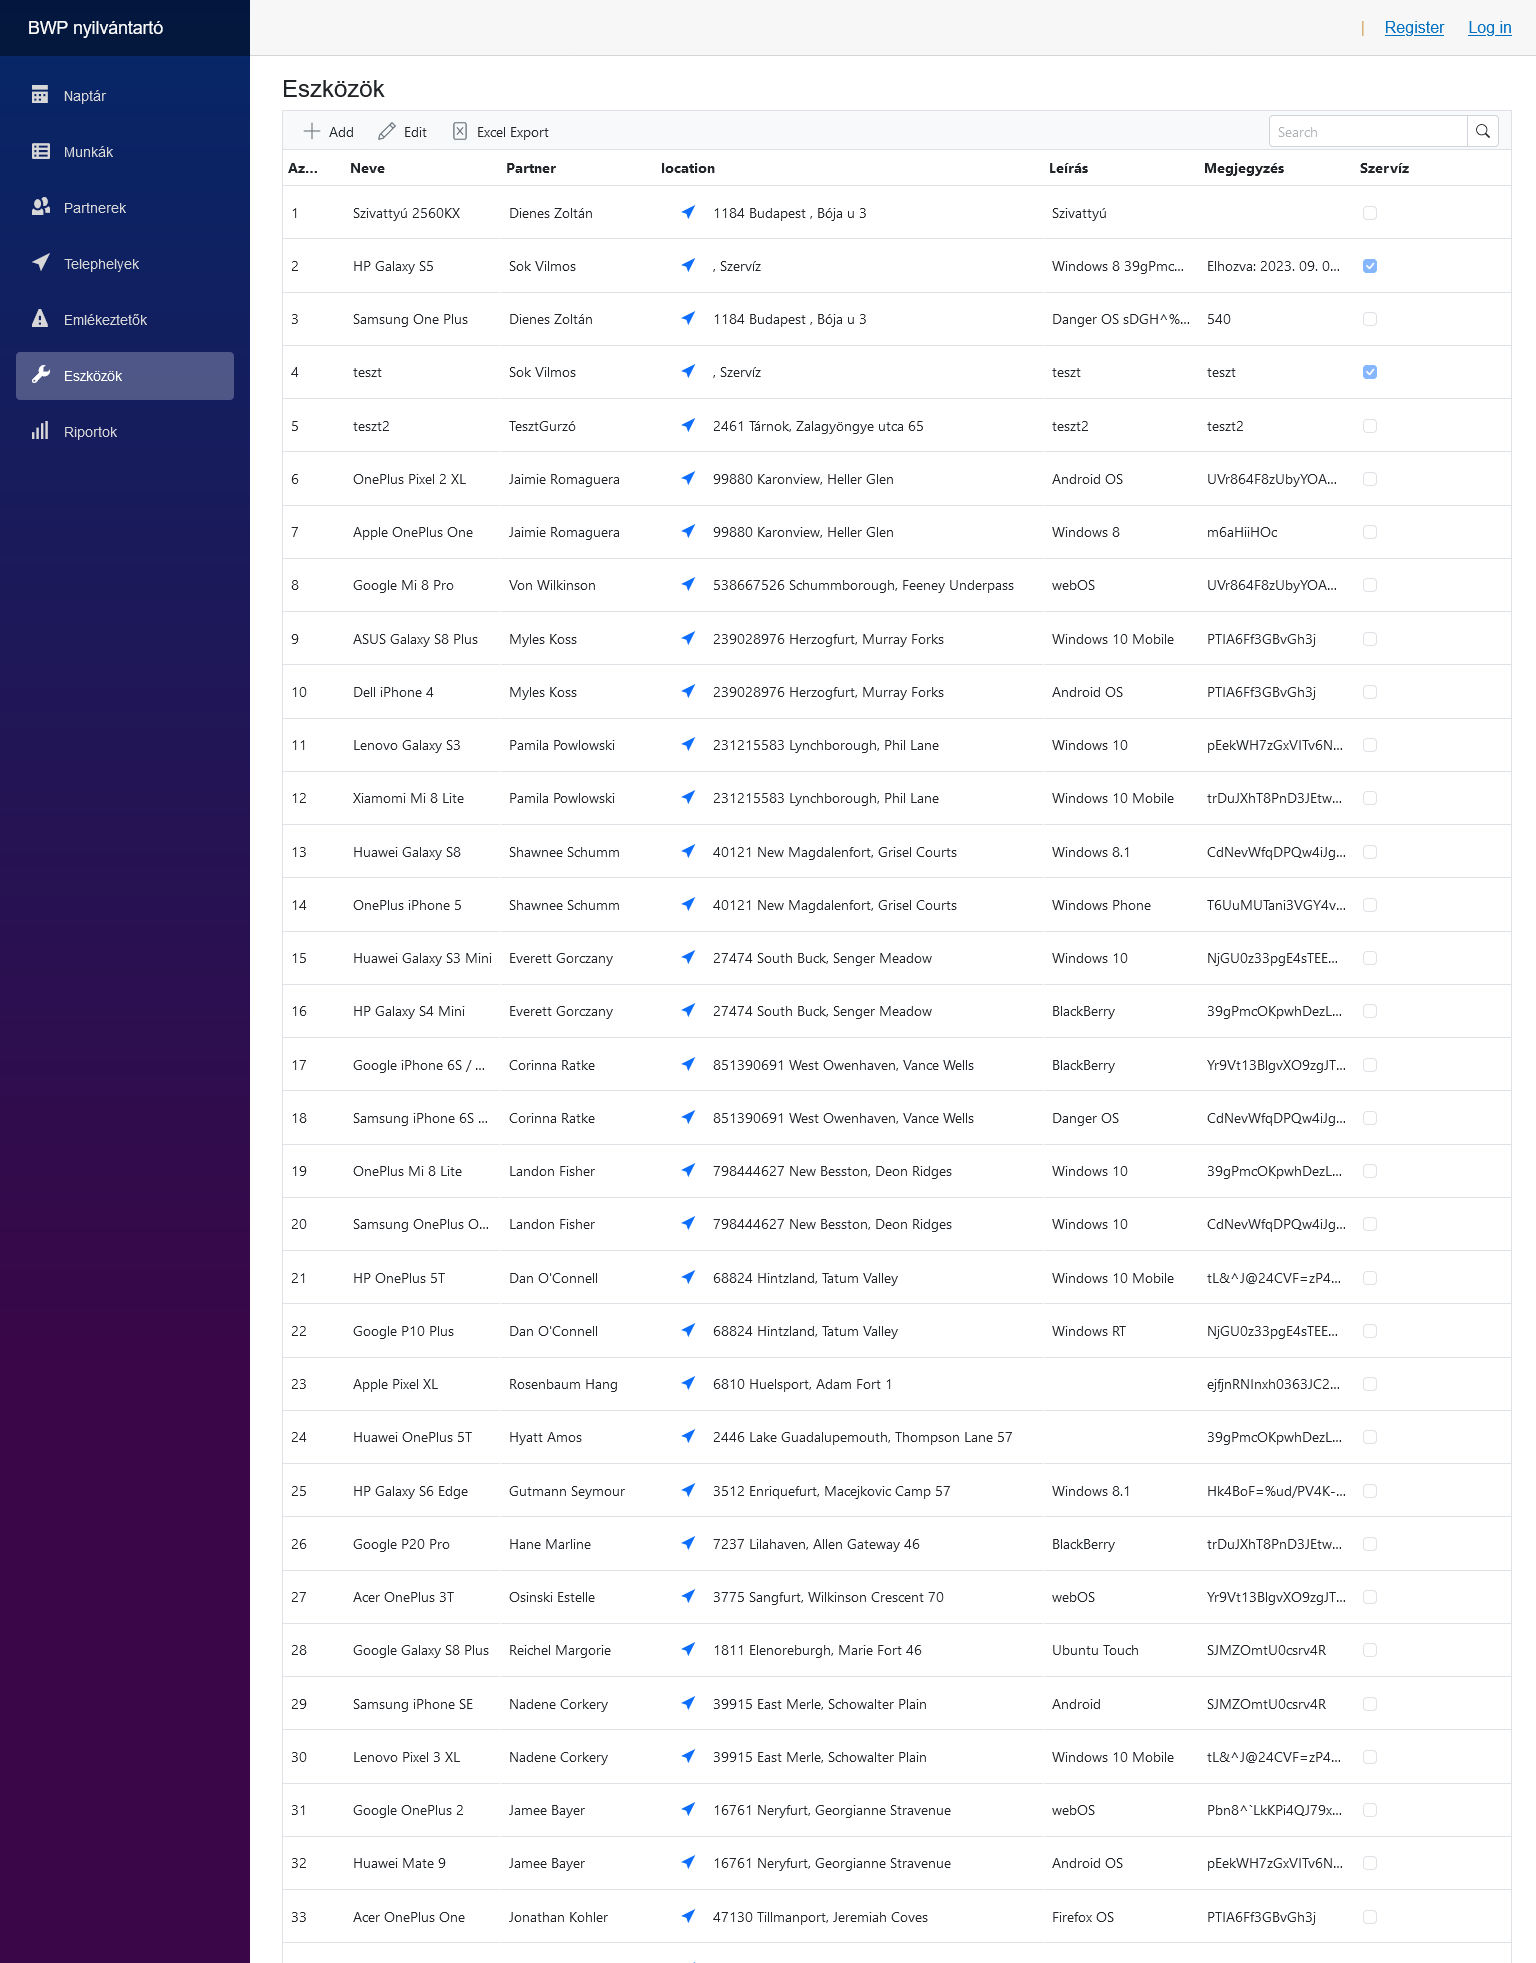 BWP nyilvántartó
| Register Log in
Naptár
Munkák
Partnerek
Telephelyek
Emlékeztetők
Eszközök
Riportok
Eszközök
Add Edit Excel Export Search
Az... Neve Partner location Leírás Megjegyzés Szervíz
1 Szivattyú 2560KX Dienes Zoltán 1184 Budapest , Bója u 3 Szivattyú
2 HP Galaxy S5 Sok Vilmos , Szervíz Windows 8 39gPmc... Elhozva: 2023. 09. 0...
3 Samsung One Plus Dienes Zoltán 1184 Budapest , Bója u 3 Danger OS sDGH^%... 540
4 teszt Sok Vilmos , Szervíz teszt teszt
5 teszt2 TesztGurzó 2461 Tárnok, Zalagyöngye utca 65 teszt2 teszt2
6 OnePlus Pixel 2 XL Jaimie Romaguera 99880 Karonview, Heller Glen Android OS UVr864F8zUbyYOA...
7 Apple OnePlus One Jaimie Romaguera 99880 Karonview, Heller Glen Windows 8 m6aHiiHOc
8 Google Mi 8 Pro Von Wilkinson 538667526 Schummborough, Feeney Underpass webOS UVr864F8zUbyYOA...
9 ASUS Galaxy S8 Plus Myles Koss 239028976 Herzogfurt, Murray Forks Windows 10 Mobile PTIA6Ff3GBvGh3j
10 Dell iPhone 4 Myles Koss 239028976 Herzogfurt, Murray Forks Android OS PTIA6Ff3GBvGh3j
11 Lenovo Galaxy S3 Pamila Powlowski 231215583 Lynchborough, Phil Lane Windows 10 pEekWH7zGxVITv6N...
12 Xiamomi Mi 8 Lite Pamila Powlowski 231215583 Lynchborough, Phil Lane Windows 10 Mobile trDuJXhT8PnD3JEtw...
13 Huawei Galaxy S8 Shawnee Schumm 40121 New Magdalenfort, Grisel Courts Windows 8.1 CdNevWfqDPQw4iJg...
14 OnePlus iPhone 5 Shawnee Schumm 40121 New Magdalenfort, Grisel Courts Windows Phone T6UuMUTani3VGY4v...
15 Huawei Galaxy S3 Mini Everett Gorczany 27474 South Buck, Senger Meadow Windows 10 NjGU0z33pgE4sTEE...
16 HP Galaxy S4 Mini Everett Gorczany 27474 South Buck, Senger Meadow BlackBerry 39gPmcOKpwhDezL...
17 Google iPhone 6S / ... Corinna Ratke 851390691 West Owenhaven, Vance Wells BlackBerry Yr9Vt13BlgvXO9zgJT...
18 Samsung iPhone 6S ... Corinna Ratke 851390691 West Owenhaven, Vance Wells Danger OS CdNevWfqDPQw4iJg...
19 OnePlus Mi 8 Lite Landon Fisher 798444627 New Besston, Deon Ridges Windows 10 39gPmcOKpwhDezL...
20 Samsung OnePlus O... Landon Fisher 798444627 New Besston, Deon Ridges Windows 10 CdNevWfqDPQw4iJg...
21 HP OnePlus 5T Dan O'Connell 68824 Hintzland, Tatum Valley Windows 10 Mobile tL&^J@24CVF=zP4...
22 Google P10 Plus Dan O'Connell 68824 Hintzland, Tatum Valley Windows RT NjGU0z33pgE4sTEE...
23 Apple Pixel XL Rosenbaum Hang 6810 Huelsport, Adam Fort 1 ejfjnRNInxh0363JC2...
24 Huawei OnePlus 5T Hyatt Amos 2446 Lake Guadalupemouth, Thompson Lane 57 39gPmcOKpwhDezL...
25 HP Galaxy S6 Edge Gutmann Seymour 3512 Enriquefurt, Macejkovic Camp 57 Windows 8.1 Hk4BoF=%ud/PV4K-...
26 Google P20 Pro Hane Marline 7237 Lilahaven, Allen Gateway 46 BlackBerry trDuJXhT8PnD3JEtw...
27 Acer OnePlus 3T Osinski Estelle 3775 Sangfurt, Wilkinson Crescent 70 webOS Yr9Vt13BlgvXO9zgJT...
28 Google Galaxy S8 Plus Reichel Margorie 1811 Elenoreburgh, Marie Fort 46 Ubuntu Touch SJMZOmtU0csrv4R
29 Samsung iPhone SE Nadene Corkery 39915 East Merle, Schowalter Plain Android SJMZOmtU0csrv4R
30 Lenovo Pixel 3 XL Nadene Corkery 39915 East Merle, Schowalter Plain Windows 10 Mobile tL&^J@24CVF=zP4...
31 Google OnePlus 2 Jamee Bayer 16761 Neryfurt, Georgianne Stravenue webOS Pbn8^`LkKPi4QJ79x...
32 Huawei Mate 9 Jamee Bayer 16761 Neryfurt, Georgianne Stravenue Android OS pEekWH7zGxVITv6N...
33 Acer OnePlus One Jonathan Kohler 47130 Tillmanport, Jeremiah Coves Firefox OS PTIA6Ff3GBvGh3j